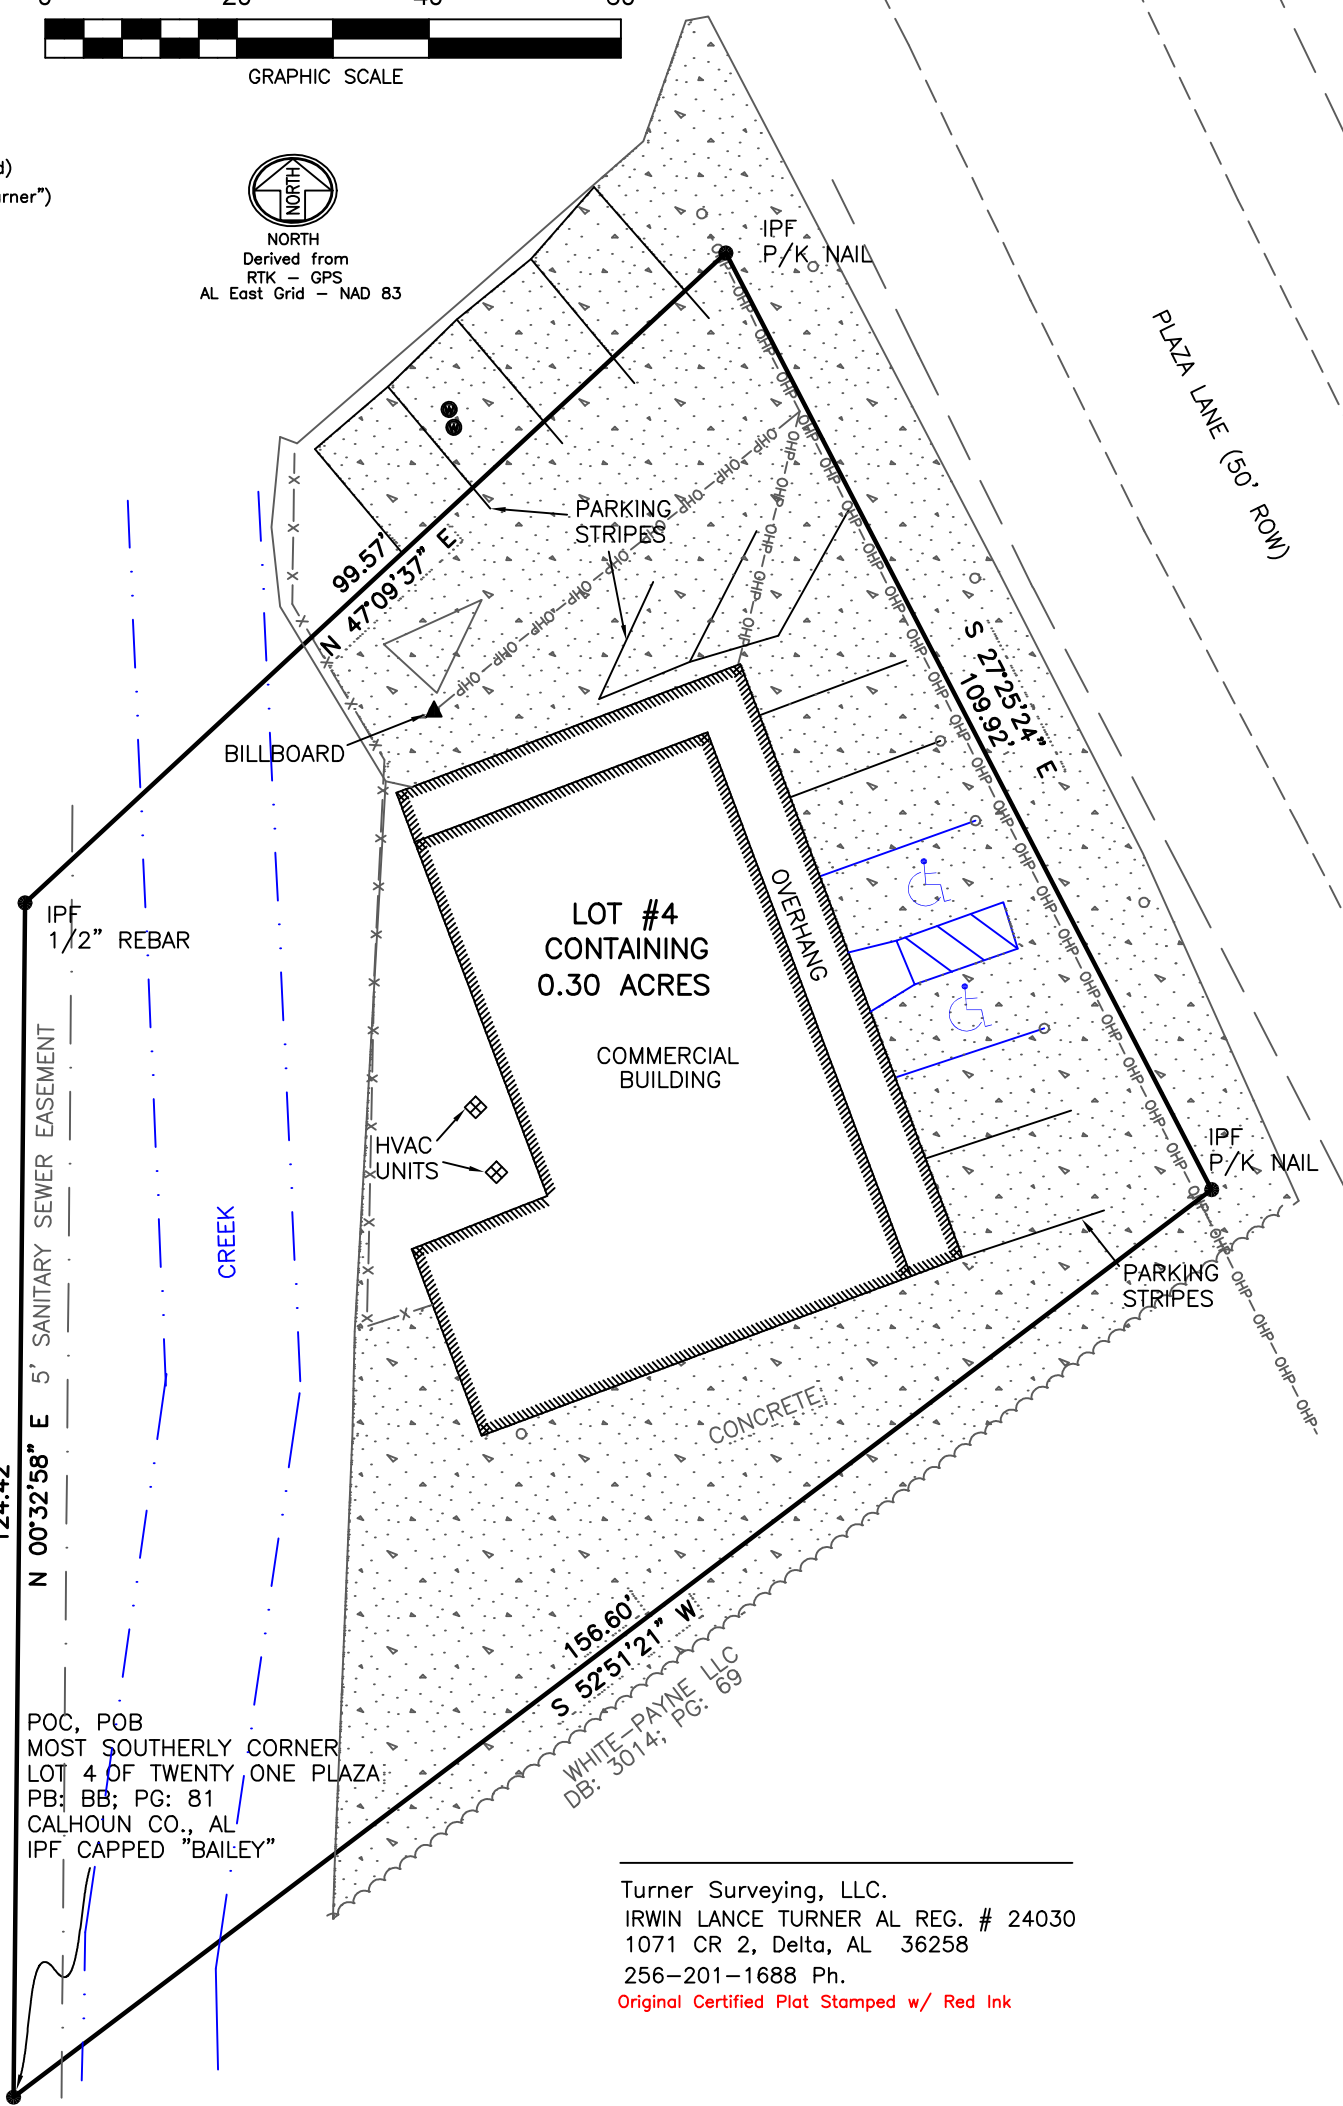 0 20 40 80
GRAPHIC SCALE
NORTH
NORTH
Derived from
RTK - GPS
AL East Grid - NAD 83
IPF
P/K NAIL
PLAZA LANE (50' ROW)
99.57'
N 47°09'37" E
PARKING
STRIPES
S 27°25'24" E
109.92'
BILLBOARD
OVERHANG
LOT #4
CONTAINING
0.30 ACRES
COMMERCIAL
BUILDING
IPF
1/2" REBAR
HVAC
UNITS
IPF
P/K NAIL
PARKING
STRIPES
CREEK
5' SANITARY SEWER EASEMENT
N 00°32'58" E
124.42
CONCRETE
156.60'
S 52°51'21" W
WHITE-PAYNE LLC
DB: 3014; PG: 69
POC, POB
MOST SOUTHERLY CORNER
LOT 4 OF TWENTY ONE PLAZA
PB: BB; PG: 81
CALHOUN CO., AL
IPF CAPPED "BAILEY"
Turner Surveying, LLC.
IRWIN LANCE TURNER AL REG. # 24030
1071 CR 2, Delta, AL 36258
256-201-1688 Ph.
Original Certified Plat Stamped w/ Red Ink